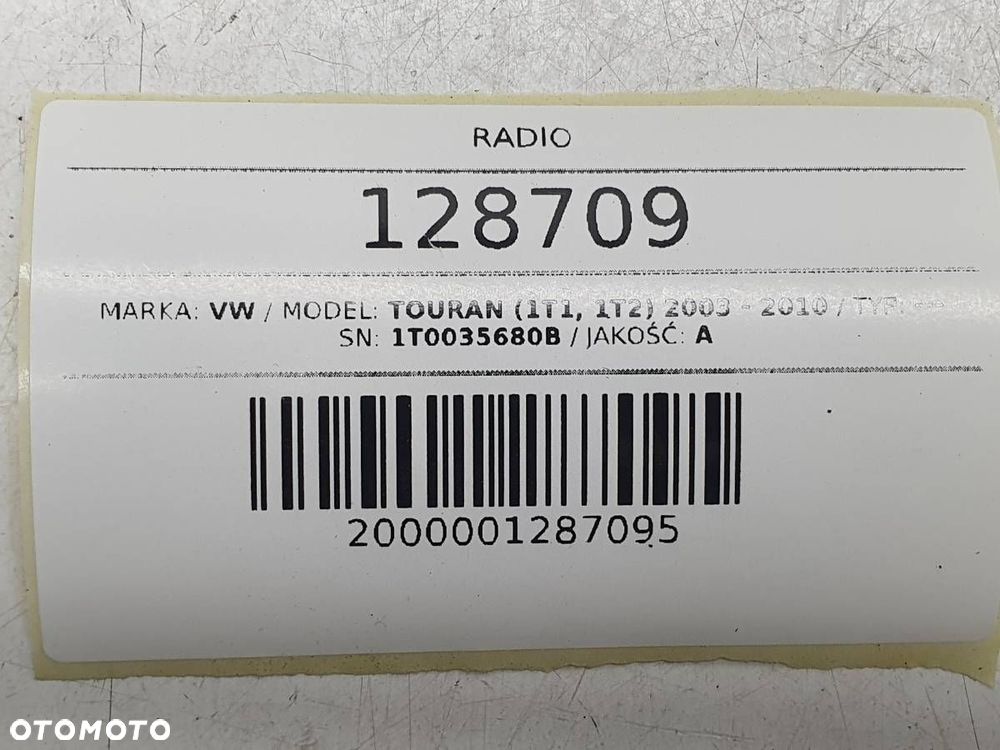 RADIO
128709
MARKA: VW / MODEL: TOURAN (1T1, 1T2) 2003 - 2010 / TYP: ---
SN: 1T0035680B / JAKOŚĆ: A
2000001287095
OTOMOTO